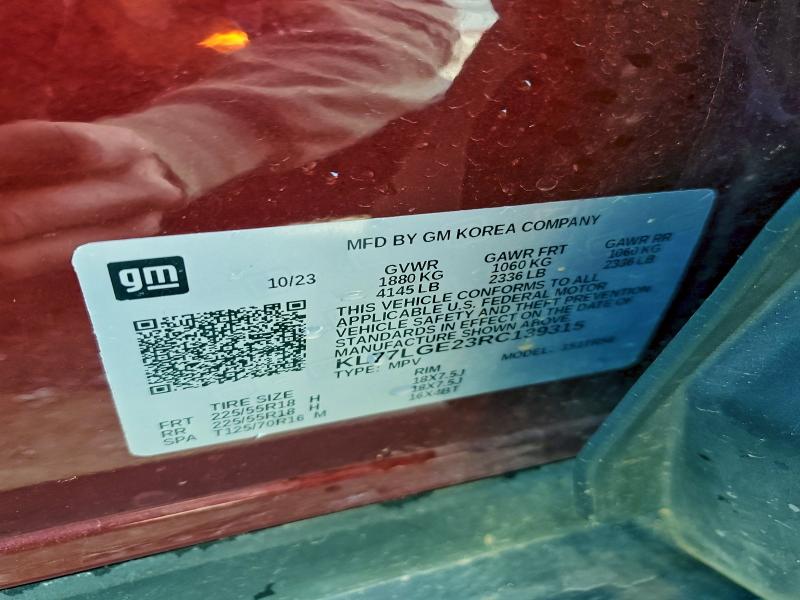 MFD BY GM KOREA COMPANY
gm
10/23
GVWR GAWR FRT GAWR RR
1880 KG 1060 KG 1060 KG
4145 LB 2336 LB 2336 LB
THIS VEHICLE CONFORMS TO ALL
APPLICABLE U.S. FEDERAL MOTOR
VEHICLE SAFETY AND THEFT PREVENTION
STANDARDS IN EFFECT ON THE DATE OF
MANUFACTURE SHOWN ABOVE.
KL77LGE23RC139315
TYPE: MPV MODEL:
TIRE SIZE RIM
FRT 225/55R18 H 18X7.5J
RR 225/55R18 H 18X7.5J
SPA T125/70R16 M 16X4BT